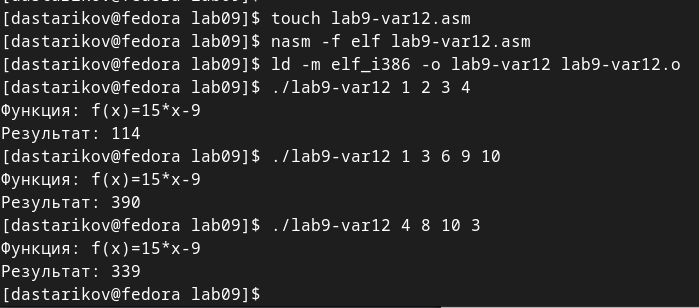 [dastarikov@fedora lab09]$ touch lab9-var12.asm
[dastarikov@fedora lab09]$ nasm -f elf lab9-var12.asm
[dastarikov@fedora lab09]$ ld -m elf_i386 -o lab9-var12 lab9-var12.o
[dastarikov@fedora lab09]$ ./lab9-var12 1 2 3 4
Функция: f(x)=15*x-9
Результат: 114
[dastarikov@fedora lab09]$ ./lab9-var12 1 3 6 9 10
Функция: f(x)=15*x-9
Результат: 390
[dastarikov@fedora lab09]$ ./lab9-var12 4 8 10 3
Функция: f(x)=15*x-9
Результат: 339
[dastarikov@fedora lab09]$